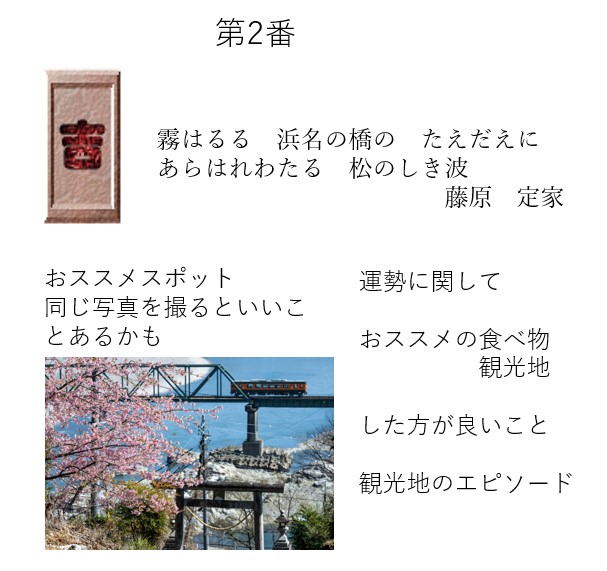 第2番
吉
霧はるる　浜名の橋の　たえだえに
あらはれわたる　松のしき波
藤原　定家
おススメスポット
同じ写真を撮るといいこ
とあるかも
運勢に関して
おススメの食べ物
観光地
した方が良いこと
観光地のエピソード